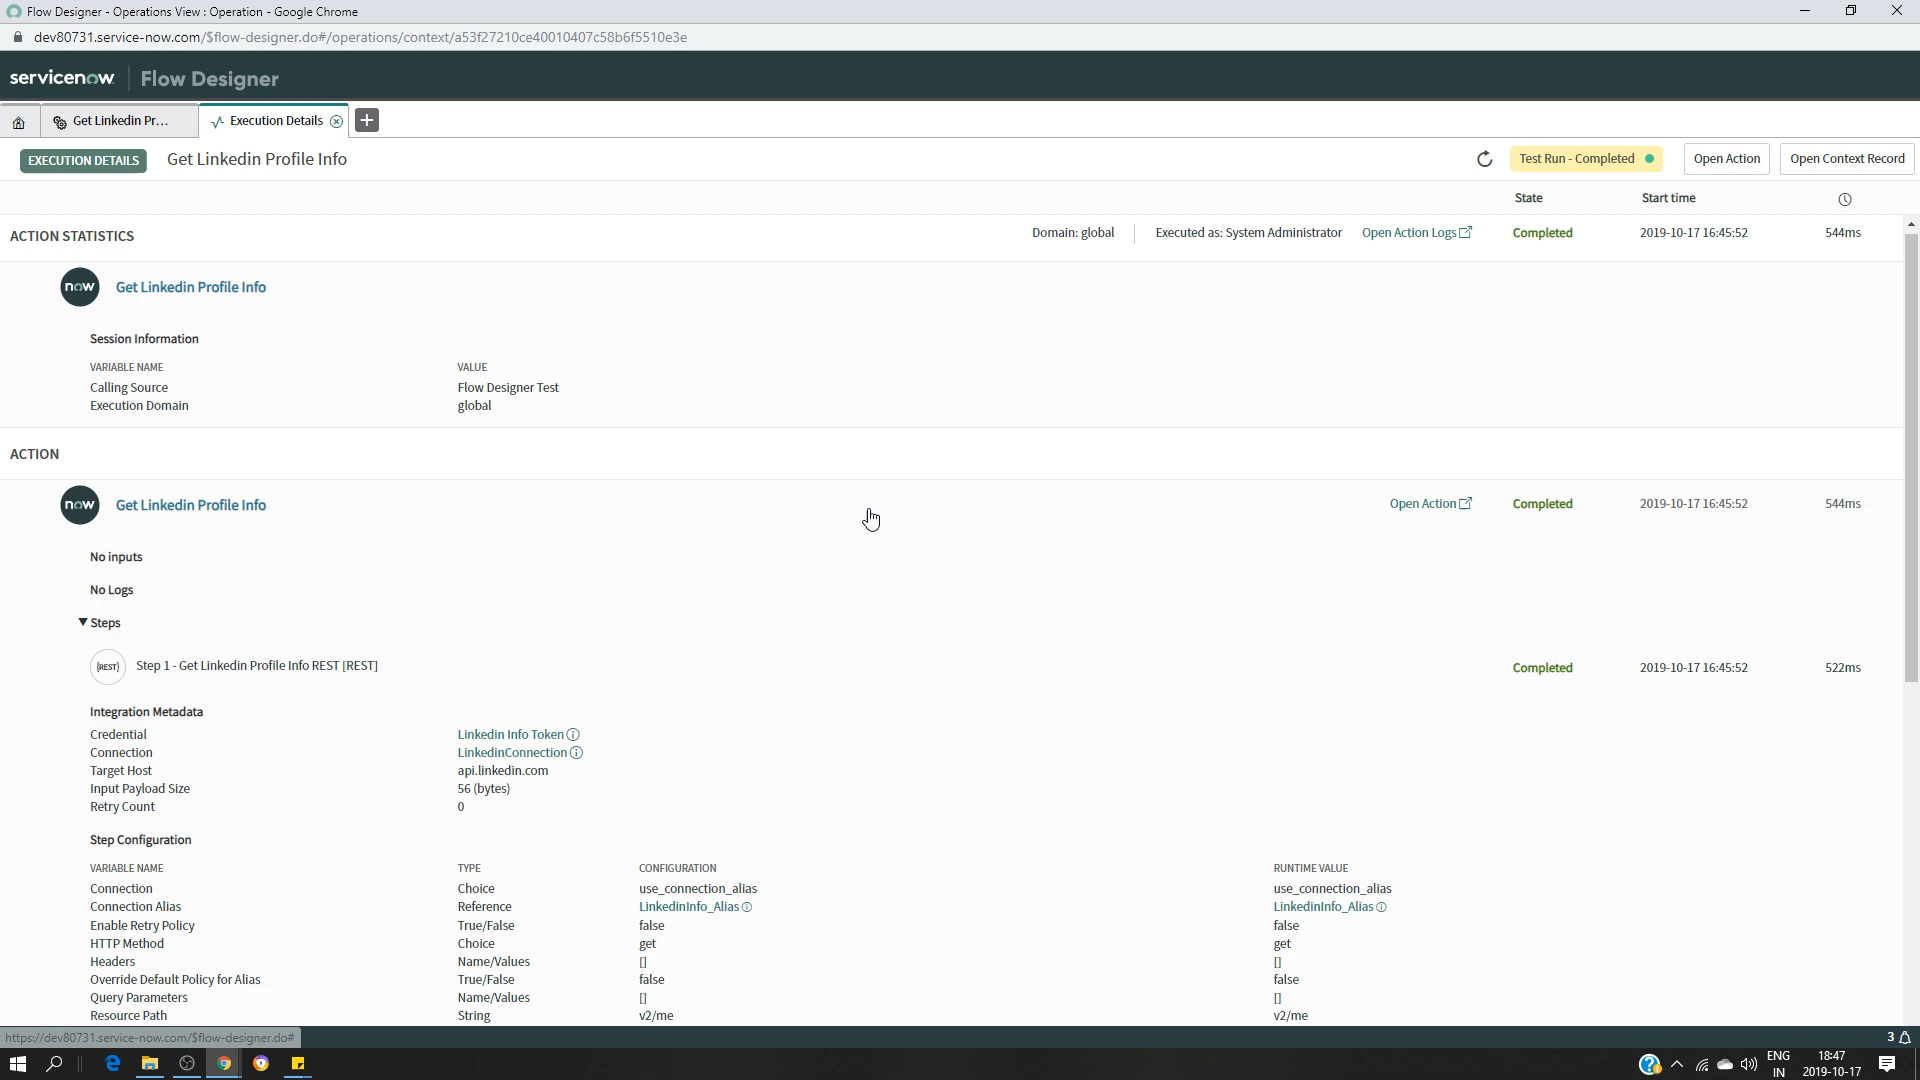 Flow Designer - Operations View : Operation - Google Chrome
dev80731.service-now.com/$flow-designer.do#/operations/context/a53f27210ce40010407c58b6f5510e3e
servicenow Flow Designer
Get Linkedin Pr... Execution Details
EXECUTION DETAILS Get Linkedin Profile Info Test Run - Completed Open Action Open Context Record
State Start time
ACTION STATISTICS Domain: global Executed as: System Administrator Open Action Logs Completed 2019-10-17 16:45:52 544ms
now Get Linkedin Profile Info
Session Information
VARIABLE NAME VALUE
Calling Source Flow Designer Test
Execution Domain global
ACTION
now Get Linkedin Profile Info Open Action Completed 2019-10-17 16:45:52 544ms
No inputs
No Logs
Steps
{REST} Step 1 - Get Linkedin Profile Info REST [REST] Completed 2019-10-17 16:45:52 522ms
Integration Metadata
Credential Linkedin Info Token
Connection LinkedinConnection
Target Host api.linkedin.com
Input Payload Size 56 (bytes)
Retry Count 0
Step Configuration
VARIABLE NAME TYPE CONFIGURATION RUNTIME VALUE
Connection Choice use_connection_alias use_connection_alias
Connection Alias Reference LinkedinInfo_Alias LinkedinInfo_Alias
Enable Retry Policy True/False false false
HTTP Method Choice get get
Headers Name/Values [] []
Override Default Policy for Alias True/False false false
Query Parameters Name/Values [] []
Resource Path String v2/me v2/me
https://dev80731.service-now.com/$flow-designer.do# 3
ENG 18:47
IN 2019-10-17